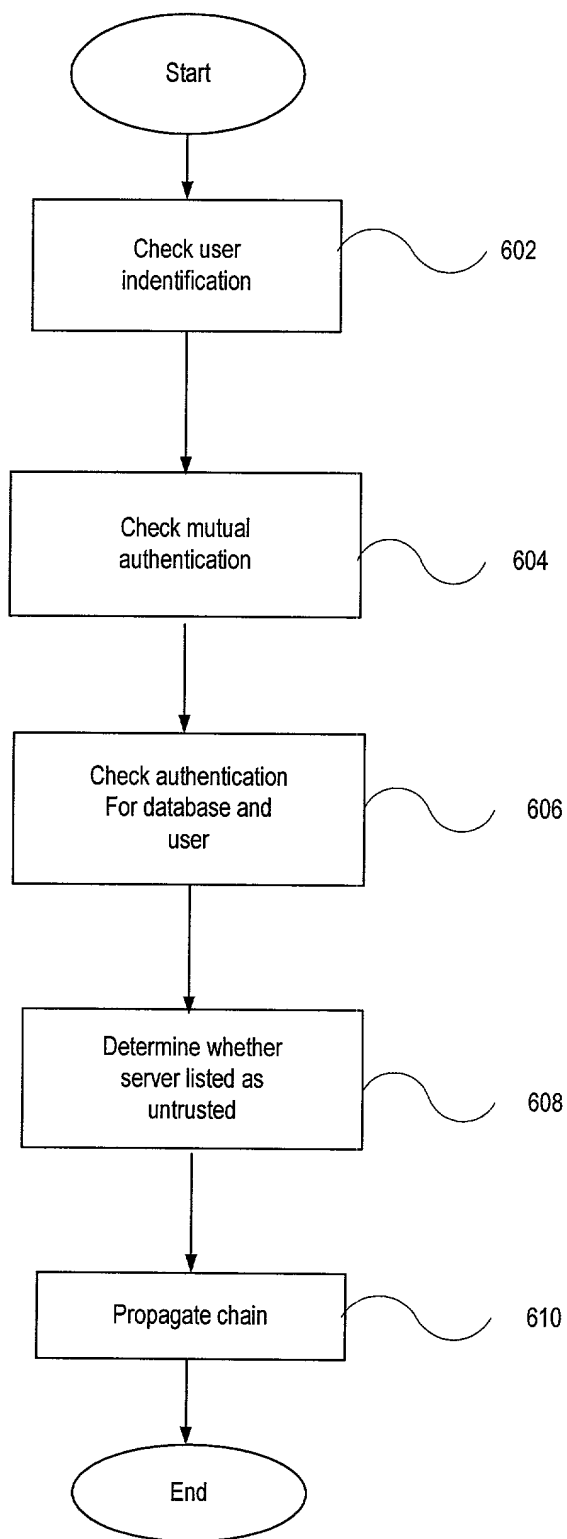 Start
Check user
indentification
602
Check mutual
authentication
604
Check authentication
For database and
user
606
Determine whether
server listed as
untrusted
608
Propagate chain
610
End